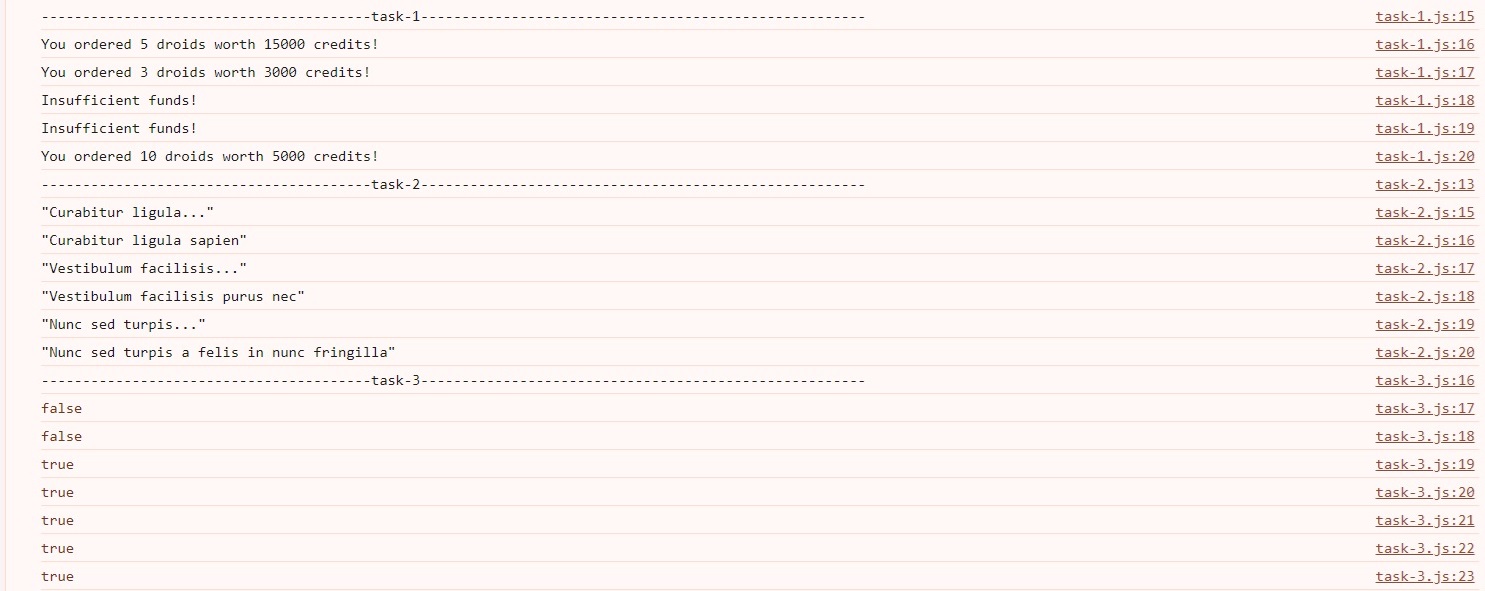 ----------------------------------------task-1------------------------------------------------------ task-1.js:15
You ordered 5 droids worth 15000 credits! task-1.js:16
You ordered 3 droids worth 3000 credits! task-1.js:17
Insufficient funds! task-1.js:18
Insufficient funds! task-1.js:19
You ordered 10 droids worth 5000 credits! task-1.js:20
----------------------------------------task-2------------------------------------------------------ task-2.js:13
"Curabitur ligula..." task-2.js:15
"Curabitur ligula sapien" task-2.js:16
"Vestibulum facilisis..." task-2.js:17
"Vestibulum facilisis purus nec" task-2.js:18
"Nunc sed turpis..." task-2.js:19
"Nunc sed turpis a felis in nunc fringilla" task-2.js:20
----------------------------------------task-3------------------------------------------------------ task-3.js:16
false task-3.js:17
false task-3.js:18
true task-3.js:19
true task-3.js:20
true task-3.js:21
true task-3.js:22
true task-3.js:23